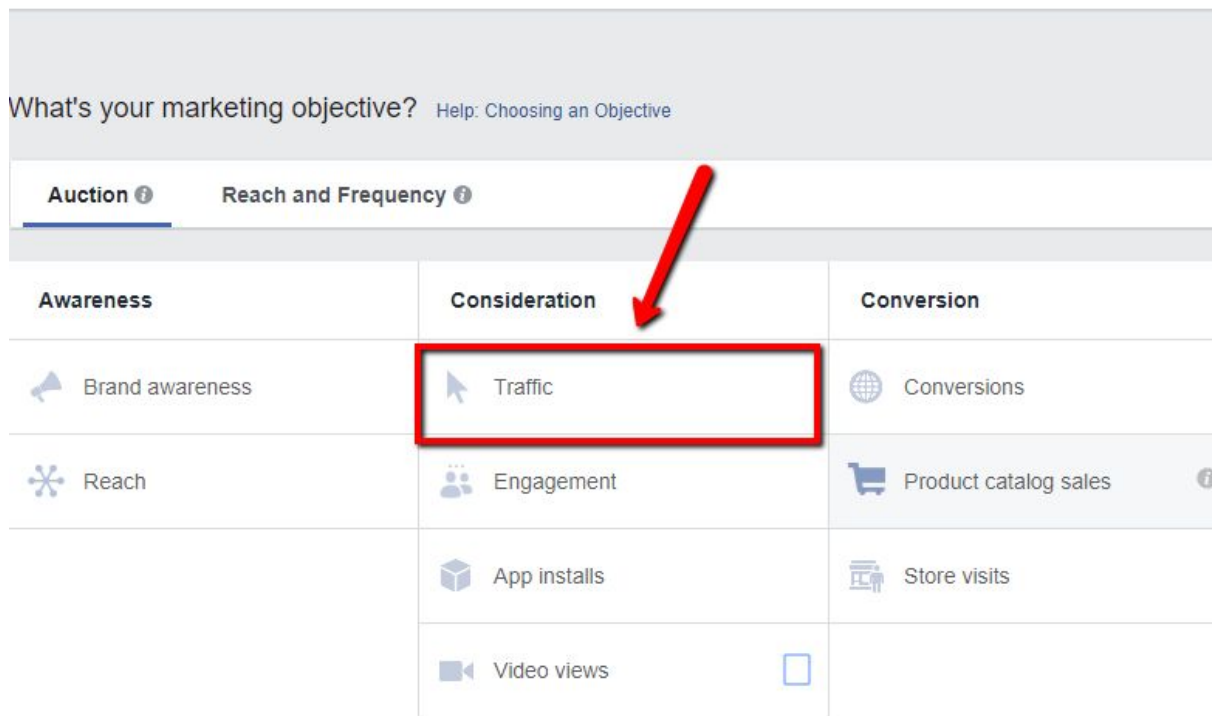 What's your marketing objective? Help: Choosing an Objective
Auction Reach and Frequency
Awareness Consideration Conversion
Brand awareness Traffic Conversions
Reach Engagement Product catalog sales
App installs Store visits
Video views